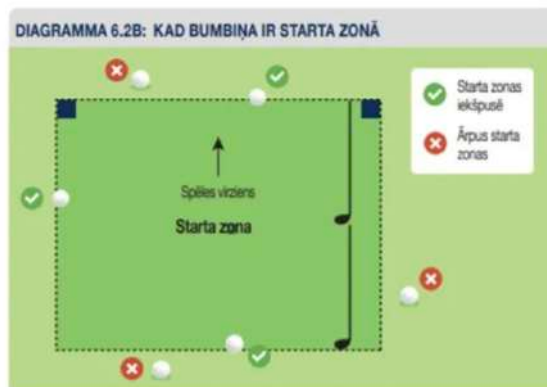 DIAGRAMMA 6.2B: KAD BUMBIŅA IR STARTA ZONĀ
Starta zonas
iekšpusē
Ārpus starta
zonas
Spēles virziens
Starta zona